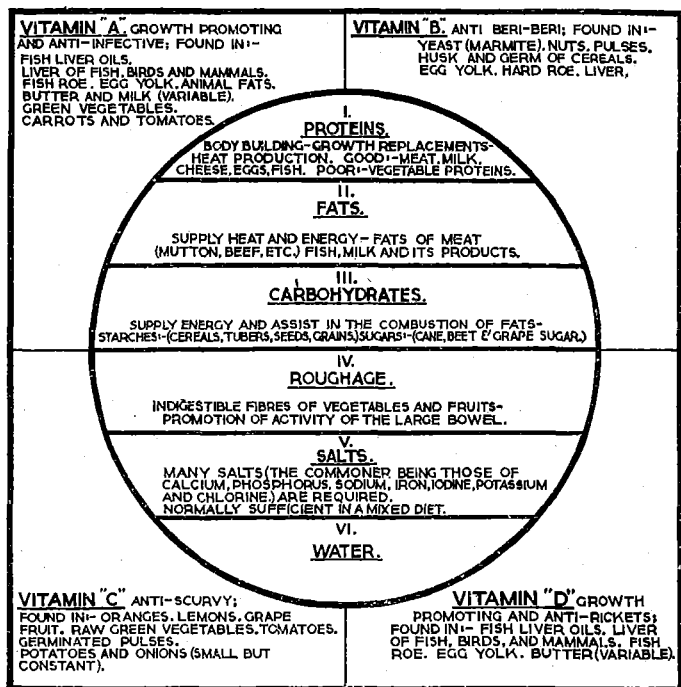 VITAMIN "A". GROWTH PROMOTING
AND ANTI-INFECTIVE; FOUND IN:-
FISH LIVER OILS.
LIVER OF FISH, BIRDS AND MAMMALS.
FISH ROE. EGG YOLK. ANIMAL FATS.
BUTTER AND MILK (VARIABLE).
GREEN VEGETABLES.
CARROTS AND TOMATOES.
VITAMIN "B". ANTI BERI-BERI; FOUND IN:-
YEAST (MARMITE). NUTS, PULSES.
HUSK AND GERM OF CEREALS.
EGG YOLK. HARD ROE. LIVER,
I.
PROTEINS.
BODY BUILDING-GROWTH REPLACEMENTS-
HEAT PRODUCTION. GOOD:-MEAT, MILK,
CHEESE, EGGS, FISH. POOR:-VEGETABLE PROTEINS.
II.
FATS.
SUPPLY HEAT AND ENERGY-FATS OF MEAT
(MUTTON, BEEF, ETC.) FISH, MILK AND ITS PRODUCTS.
III.
CARBOHYDRATES.
SUPPLY ENERGY AND ASSIST IN THE COMBUSTION OF FATS-
STARCHES:-(CEREALS, TUBERS, SEEDS, GRAINS.) SUGARS:-(CANE, BEET & GRAPE SUGAR.)
IV.
ROUGHAGE.
INDIGESTIBLE FIBRES OF VEGETABLES AND FRUITS-
PROMOTION OF ACTIVITY OF THE LARGE BOWEL.
V.
SALTS.
MANY SALTS (THE COMMONER BEING THOSE OF
CALCIUM, PHOSPHORUS, SODIUM, IRON, IODINE, POTASSIUM
AND CHLORINE.) ARE REQUIRED.
NORMALLY SUFFICIENT IN A MIXED DIET.
VI.
WATER.
VITAMIN "C" ANTI-SCURVY;
FOUND IN:- ORANGES. LEMONS. GRAPE
FRUIT. RAW GREEN VEGETABLES. TOMATOES.
GERMINATED PULSES.
POTATOES AND ONIONS (SMALL BUT
CONSTANT).
VITAMIN "D" GROWTH
PROMOTING AND ANTI-RICKETS;
FOUND IN:- FISH LIVER OILS. LIVER
OF FISH, BIRDS, AND MAMMALS. FISH
ROE. EGG YOLK. BUTTER (VARIABLE).